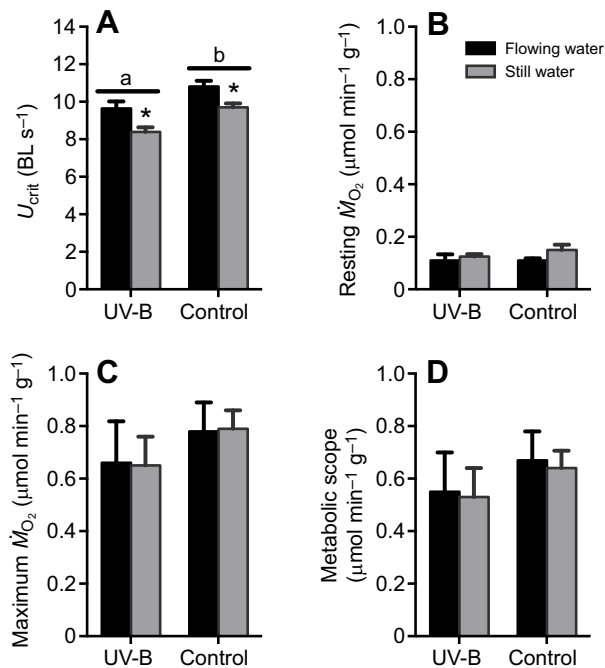 A
14
12
10
8
6
4
2
0
U_crit (BL s⁻¹)
a
b
*
*
UV-B Control
B
1.0
0.8
0.6
0.4
0.2
0
Resting Ṁ_O₂ (μmol min⁻¹ g⁻¹)
Flowing water
Still water
UV-B Control
C
1.0
0.8
0.6
0.4
0.2
0
Maximum Ṁ_O₂ (μmol min⁻¹ g⁻¹)
UV-B Control
D
1.0
0.8
0.6
0.4
0.2
0
Metabolic scope
(μmol min⁻¹ g⁻¹)
UV-B Control